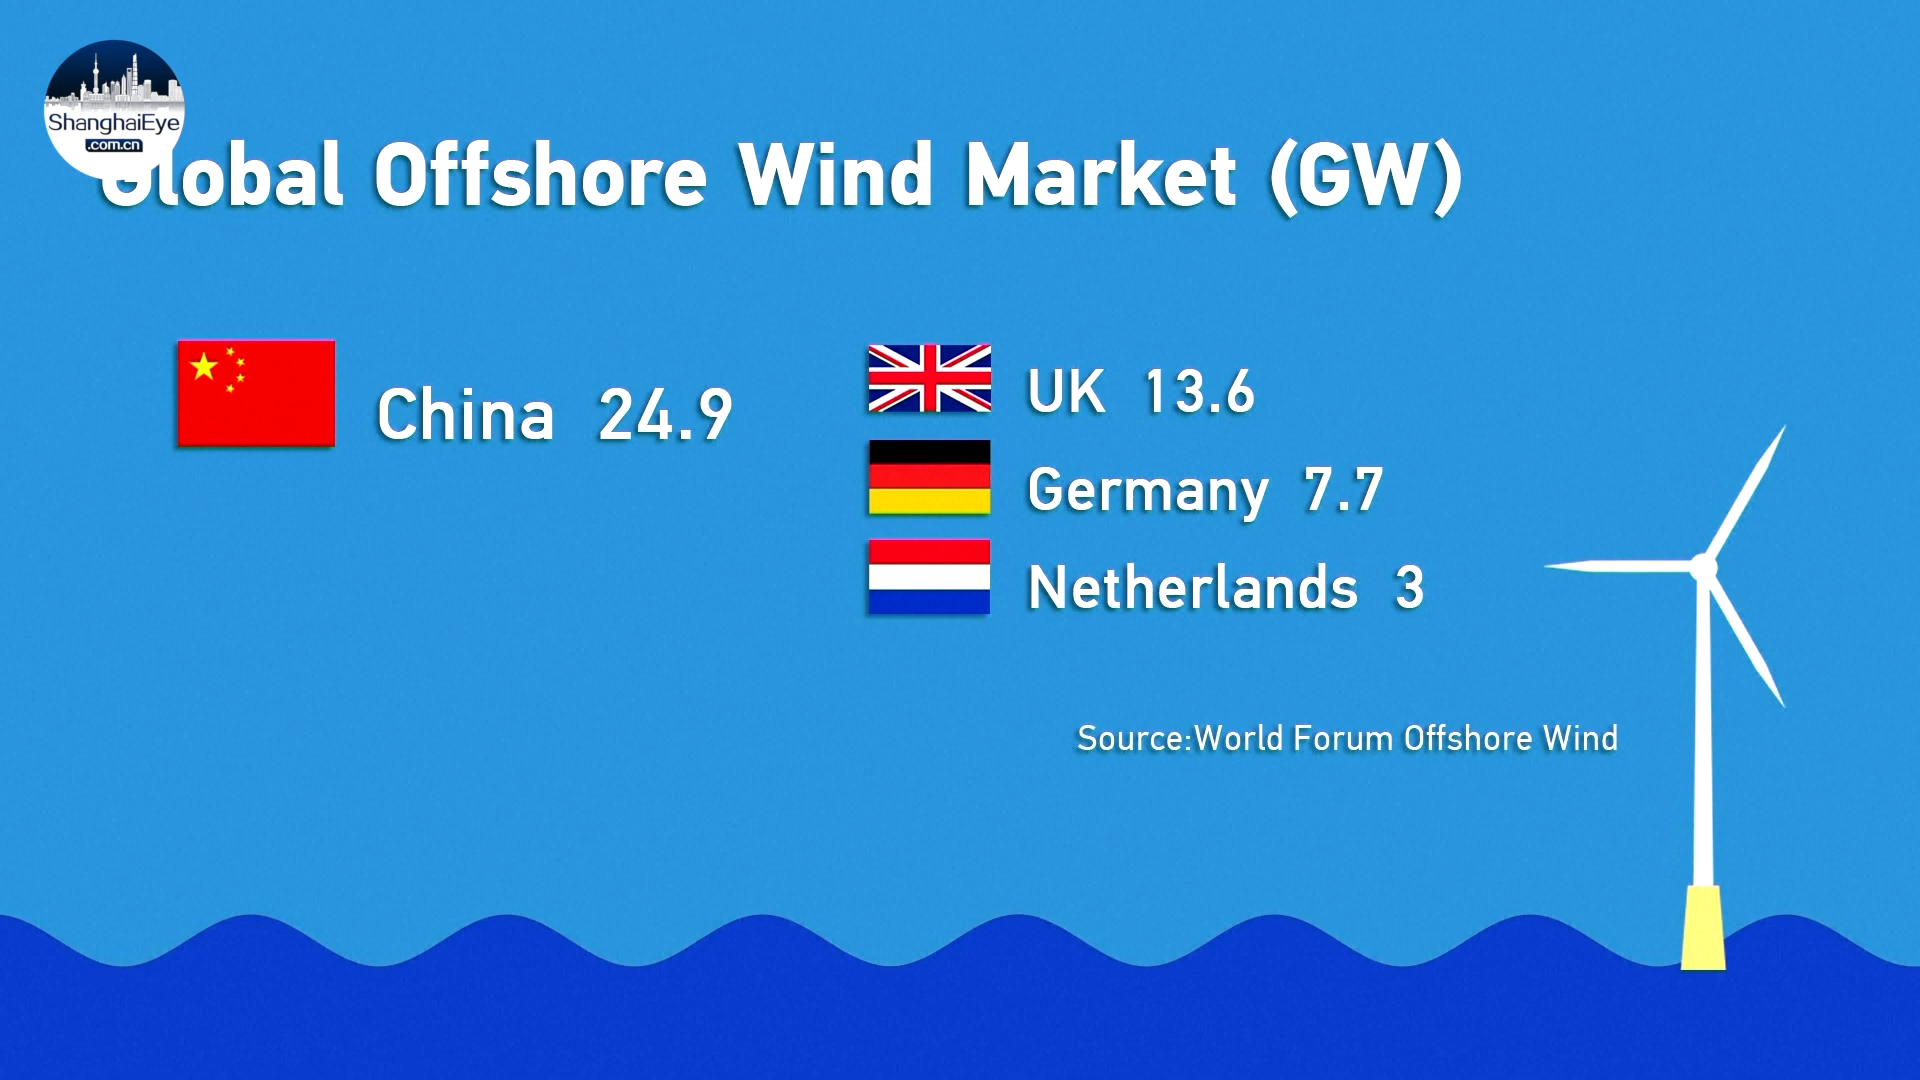 ShanghaiEye
.com.cn
Global Offshore Wind Market (GW)
China 24.9
UK 13.6
Germany 7.7
Netherlands 3
Source:World Forum Offshore Wind